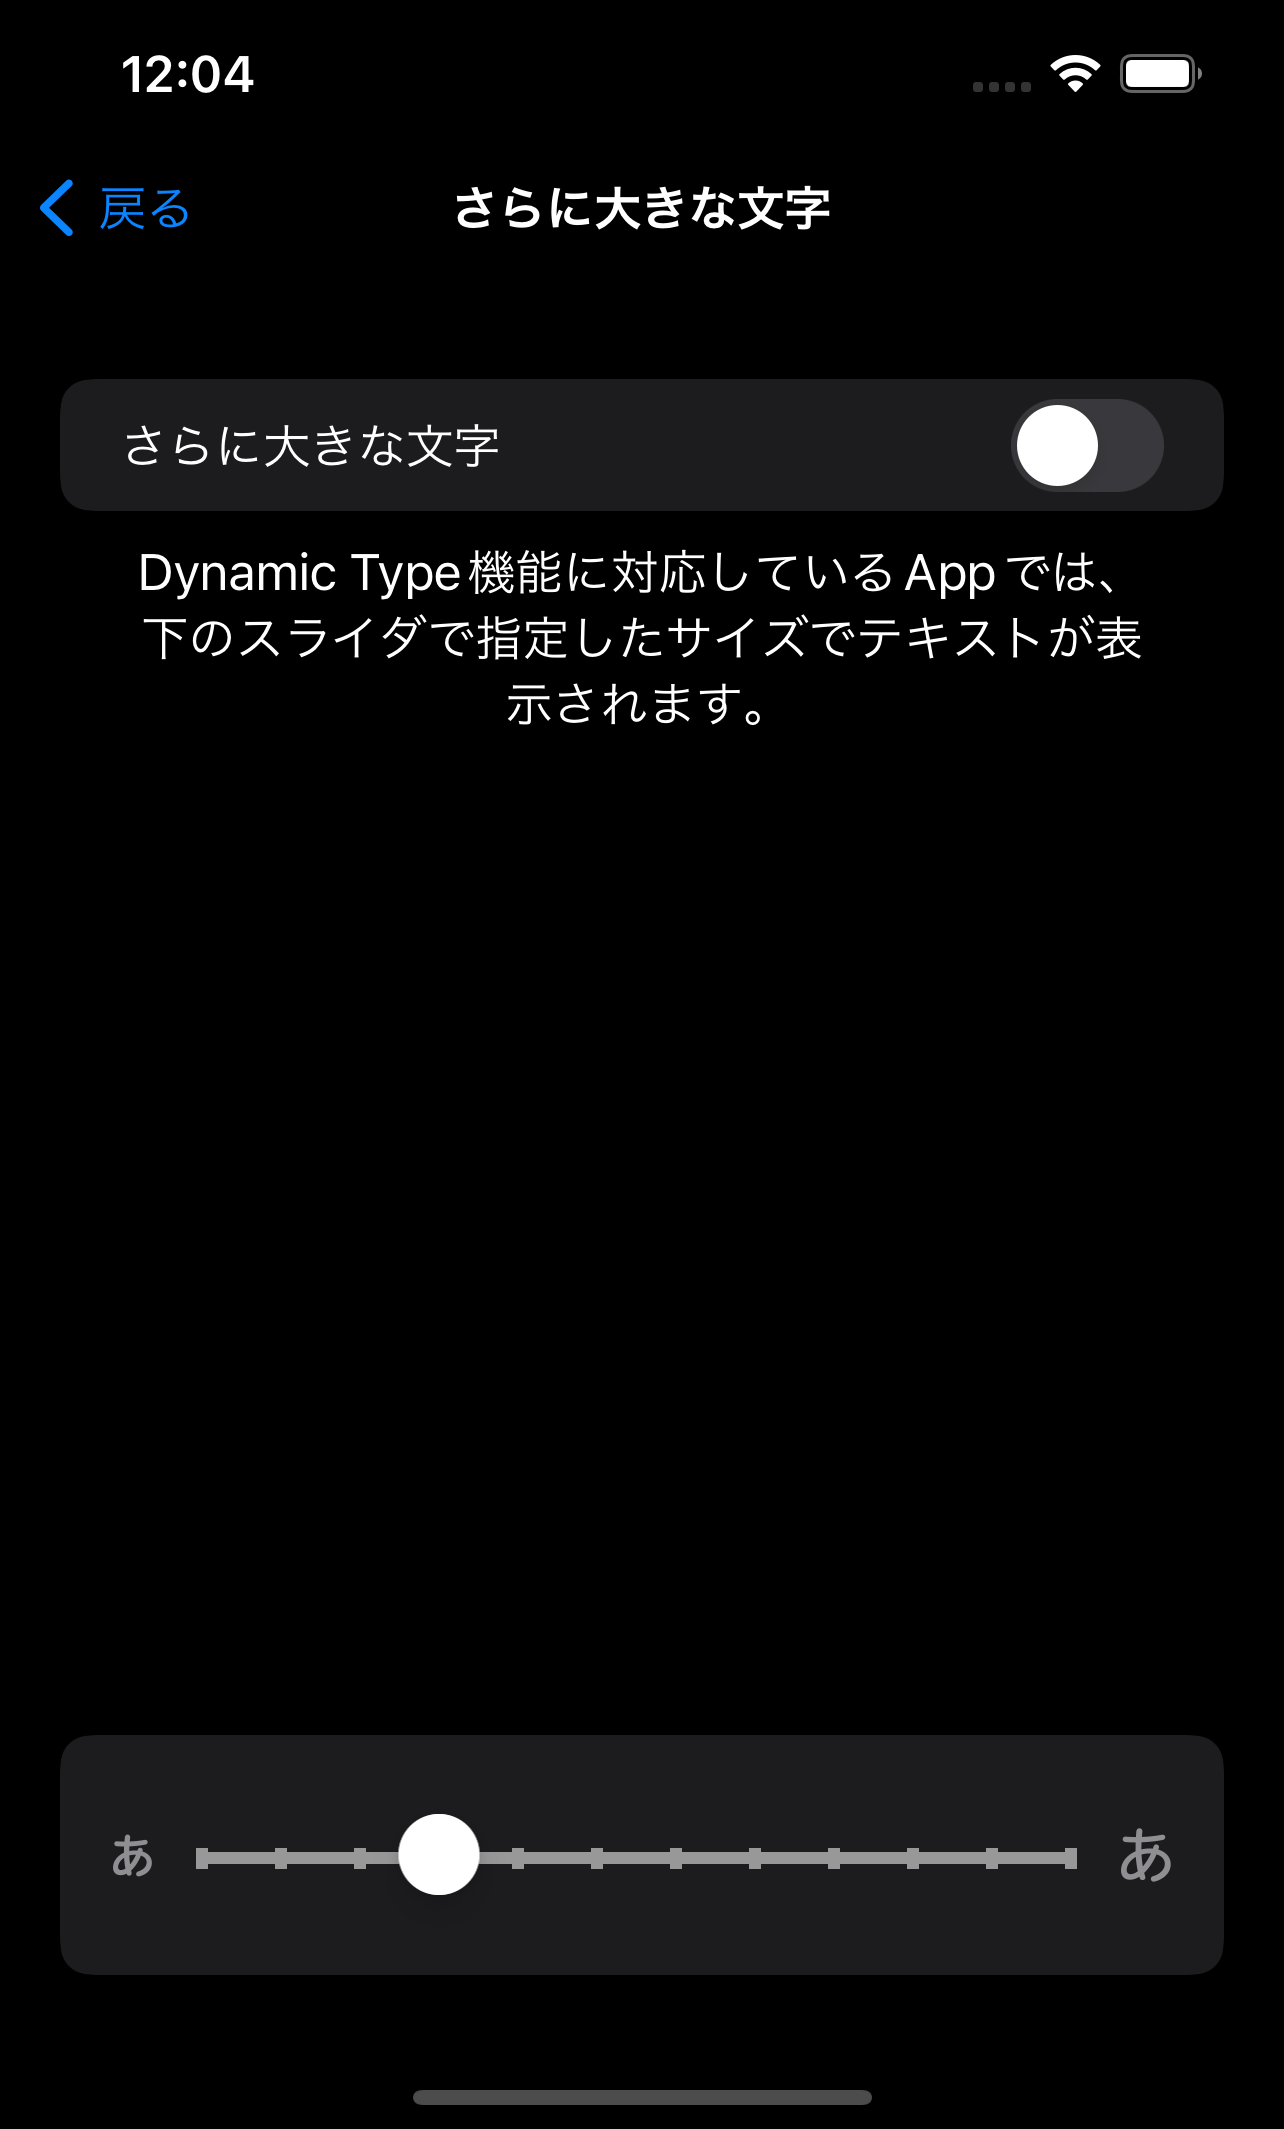 12:04
戻る
さらに大きな文字
さらに大きな文字
Dynamic Type機能に対応しているAppでは、
下のスライダで指定したサイズでテキストが表
示されます。
あ
あ